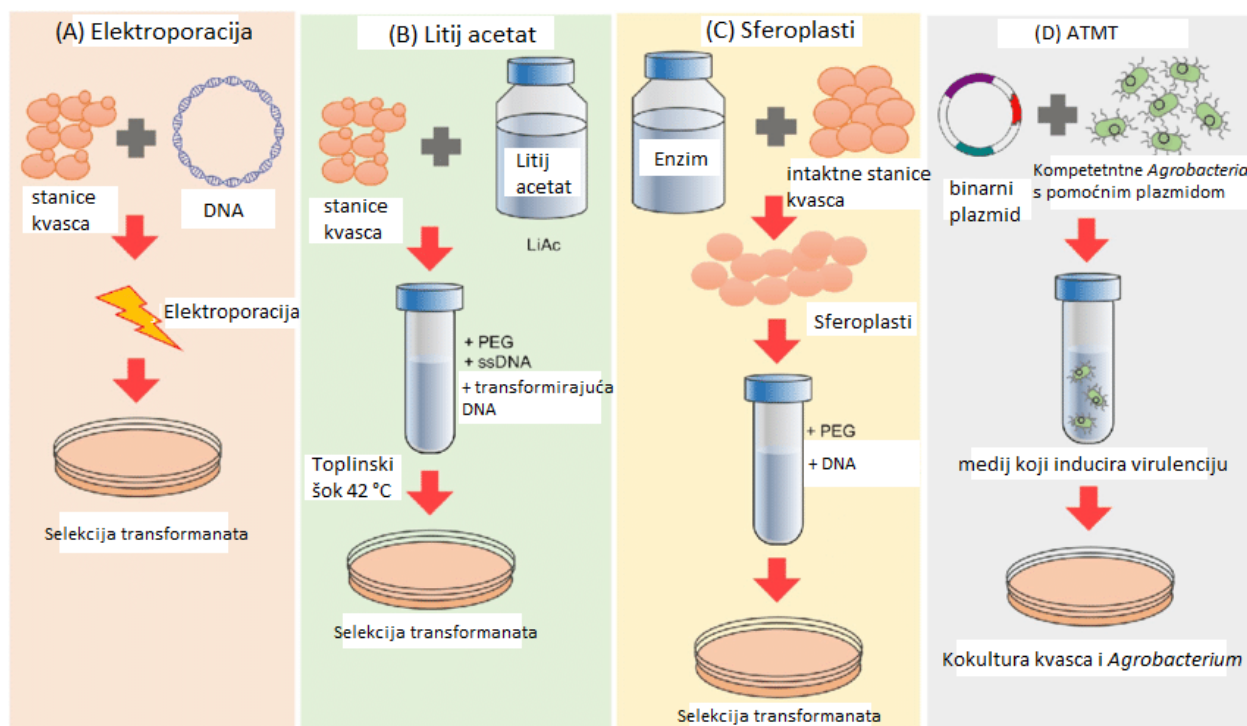 (A) Elektroporacija
stanice
kvasca
DNA
Elektroporacija
Selekcija transformanata
(B) Litij acetat
stanice
kvasca
Litij
acetat
LiAc
+ PEG
+ ssDNA
+ transformirajuća
DNA
Toplinski
šok 42 °C
Selekcija transformanata
(C) Sferoplasti
Enzim
intaktne stanice
kvasca
Sferoplasti
+ PEG
+ DNA
Selekcija transformanata
(D) ATMT
binarni
plazmid
Kompetetntne Agrobacteria
s pomoćnim plazmidom
medij koji inducira virulenciju
Kokultura kvasca i Agrobacterium